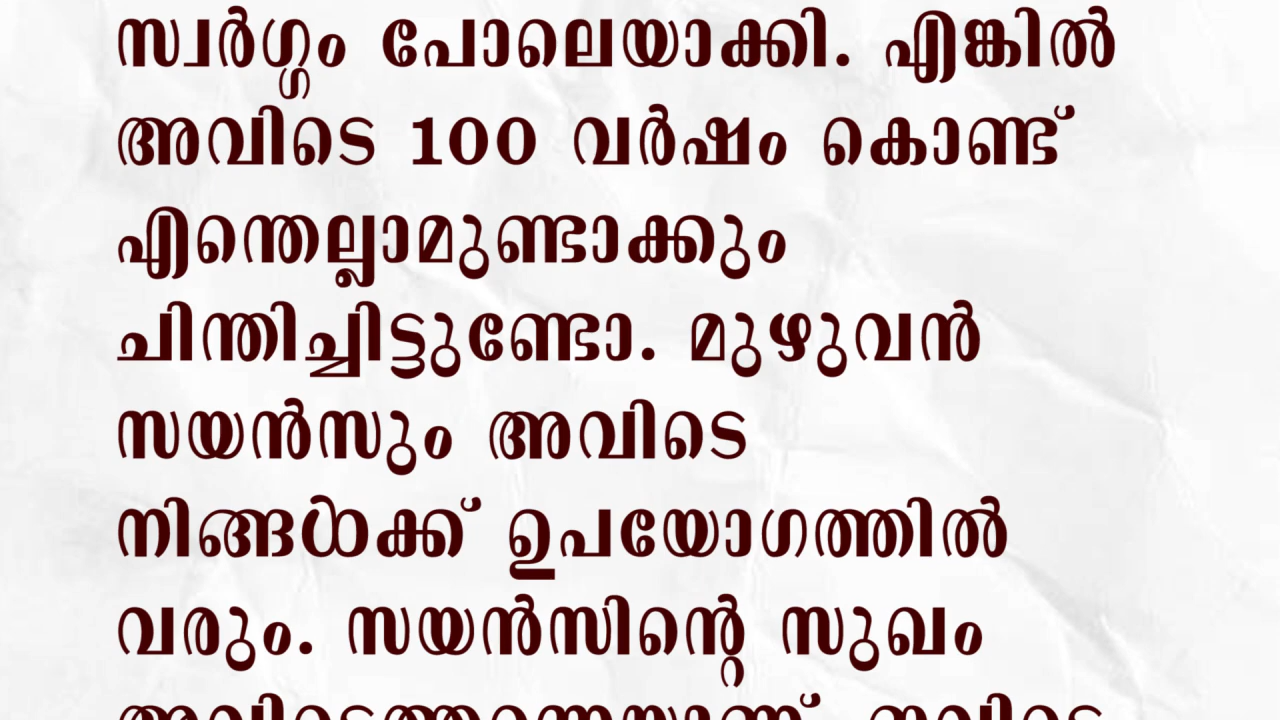 സ്വർഗ്ഗം പോലെയാക്കി. എങ്കിൽ
അവിടെ 100 വർഷം കൊണ്ട്
എന്തെല്ലാമുണ്ടാക്കും
ചിന്തിച്ചിട്ടുണ്ടോ. മുഴുവൻ
സയൻസും അവിടെ
നിങ്ങൾക്ക് ഉപയോഗത്തിൽ
വരും. സയൻസിന്റെ സുഖം